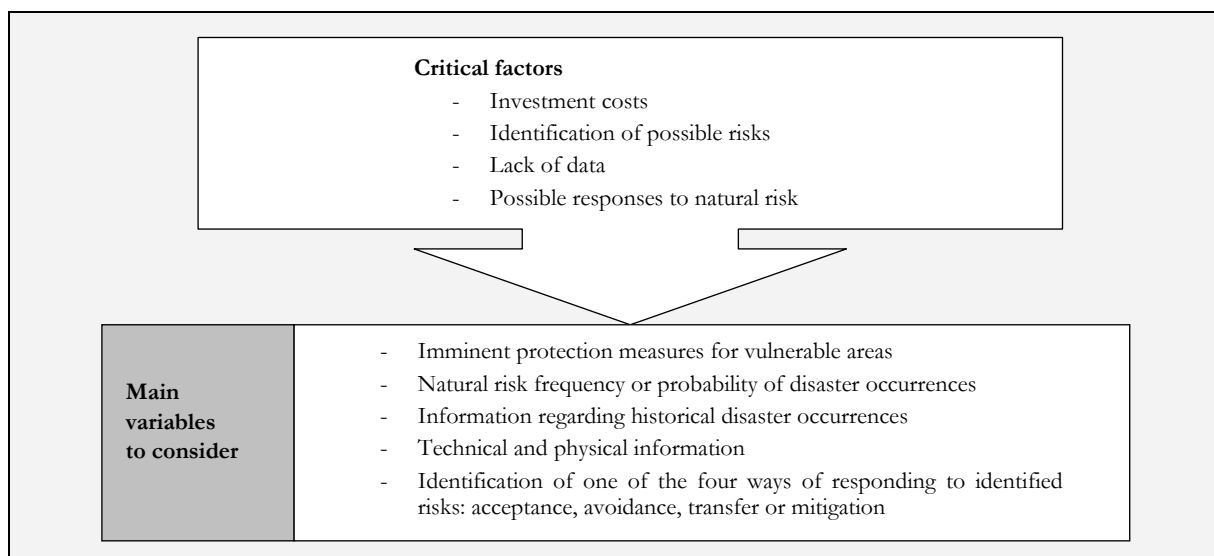 Critical factors
- Investment costs
- Identification of possible risks
- Lack of data
- Possible responses to natural risk
Main
variables
to consider
- Imminent protection measures for vulnerable areas
- Natural risk frequency or probability of disaster occurrences
- Information regarding historical disaster occurrences
- Technical and physical information
- Identification of one of the four ways of responding to identified
risks: acceptance, avoidance, transfer or mitigation